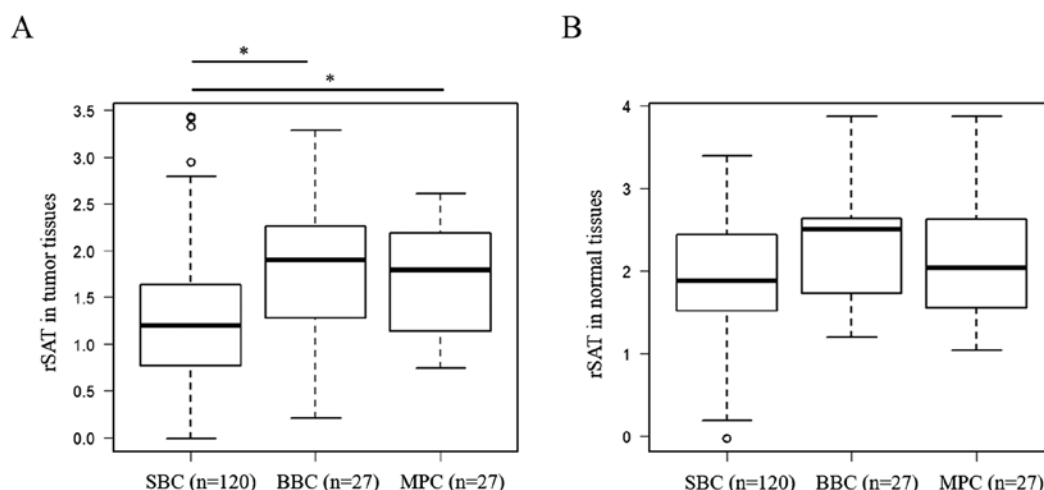 A
B
*
*
rSAT in tumor tissues
3.5
3.0
2.5
2.0
1.5
1.0
0.5
0.0
SBC (n=120) BBC (n=27) MPC (n=27)
rSAT in normal tissues
4
3
2
1
0
SBC (n=120) BBC (n=27) MPC (n=27)